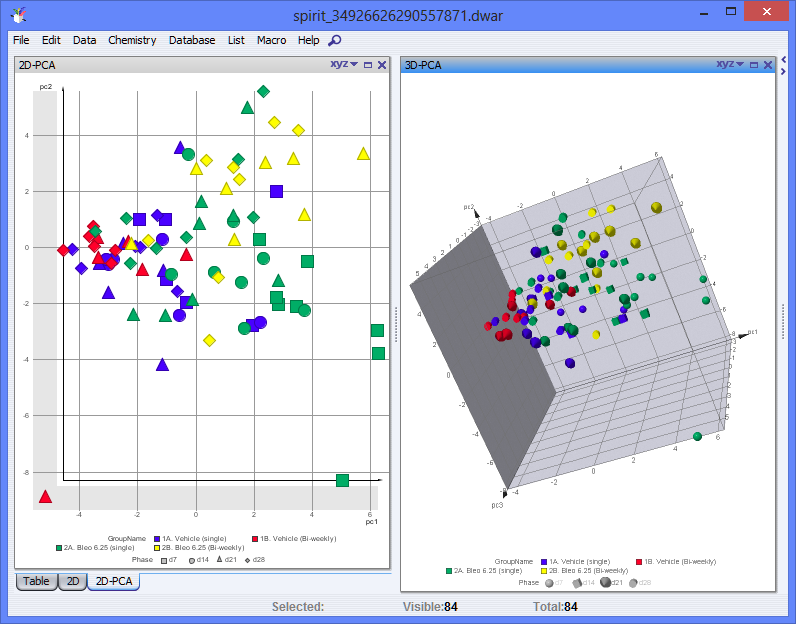 spirit_34926626290557871.dwar
File Edit Data Chemistry Database List Macro Help
2D-PCA xyz
pc2
4
2
0
-2
-4
-6
-8
-4 -2 0 2 4 6
pc1
GroupName 1A. Vehicle (single) 1B. Vehicle (Bi-weekly)
2A. Bleo 6.25 (single) 2B. Bleo 6.25 (Bi-weekly)
Phase d7 d14 d21 d28
Table 2D 2D-PCA
3D-PCA xyz
pc2
pc1
pc3
GroupName 1A. Vehicle (single) 1B. Vehicle (Bi-weekly)
2A. Bleo 6.25 (single) 2B. Bleo 6.25 (Bi-weekly)
Phase d7 d14 d21 d28
Selected: Visible:84 Total:84